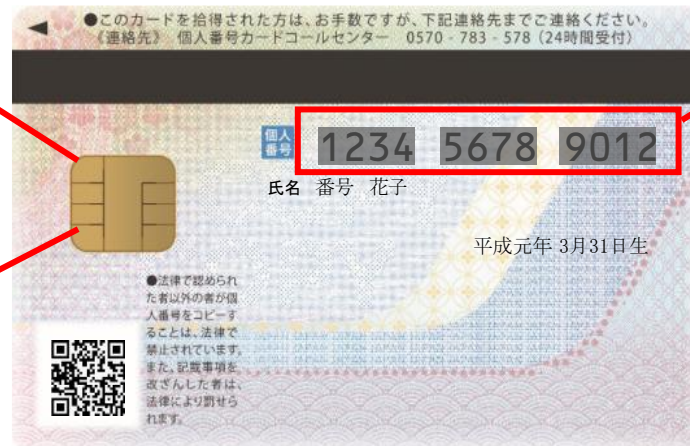 ●このカードを拾得された方は、お手数ですが、下記連絡先までご連絡ください。
《連絡先》 個人番号カードコールセンター 0570-783-578（24時間受付）
個人
番号
1234 5678 9012
氏名 番号 花子
平成元年 3月31日生
●法律で認められ
た者以外の者が個
人番号をコピーす
ることは、法律で
禁止されています。
また、記載事項を
改ざんした者は、
法律により罰せら
れます。